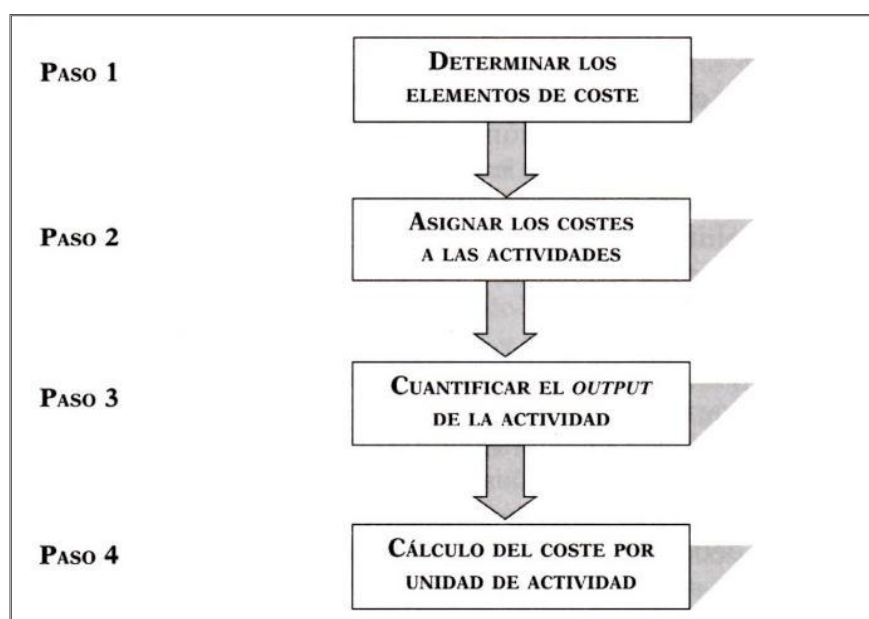 PASO 1
DETERMINAR LOS
ELEMENTOS DE COSTE
PASO 2
ASIGNAR LOS COSTES
A LAS ACTIVIDADES
PASO 3
CUANTIFICAR EL OUTPUT
DE LA ACTIVIDAD
PASO 4
CÁLCULO DEL COSTE POR
UNIDAD DE ACTIVIDAD